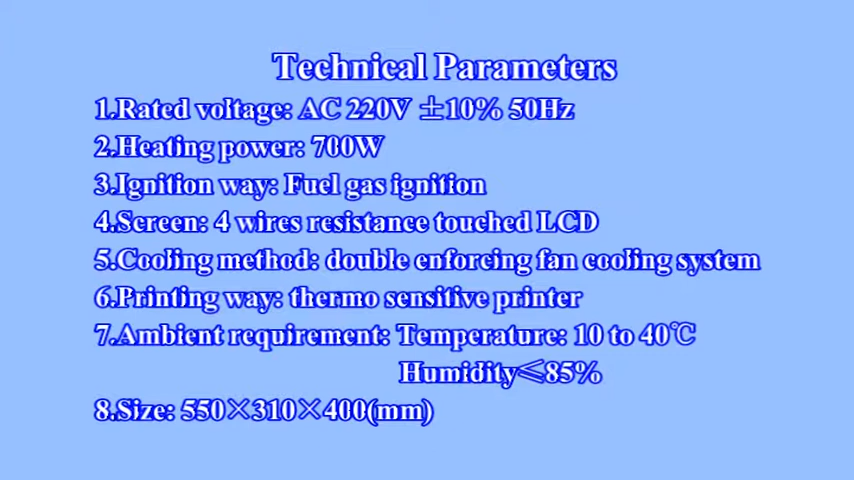 Technical Parameters
1.Rated voltage: AC 220V ±10% 50Hz
2.Heating power: 700W
3.Ignition way: Fuel gas ignition
4.Screen: 4 wires resistance touched LCD
5.Cooling method: double enforcing fan cooling system
6.Printing way: thermo sensitive printer
7.Ambient requirement: Temperature: 10 to 40℃
Humidity≤85%
8.Size: 550×310×400(mm)